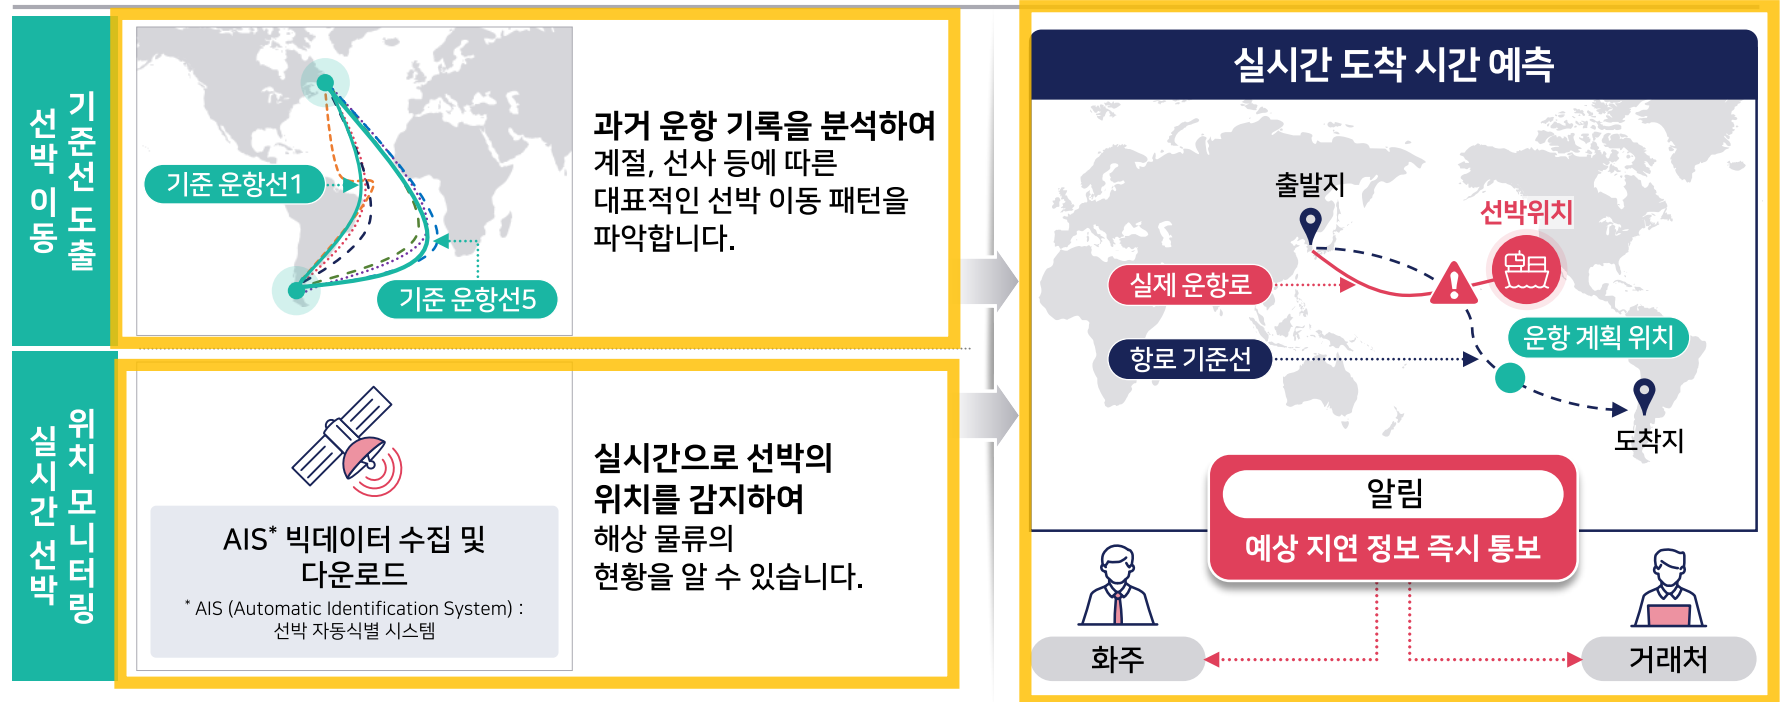 선박 이동
기준선 도출
기준 운항선1
기준 운항선5
과거 운항 기록을 분석하여
계절, 선사 등에 따른
대표적인 선박 이동 패턴을
파악합니다.
실시간 선박
위치 모니터링
AIS* 빅데이터 수집 및
다운로드
* AIS (Automatic Identification System) :
선박 자동식별 시스템
실시간으로 선박의
위치를 감지하여
해상 물류의
현황을 알 수 있습니다.
실시간 도착 시간 예측
출발지
선박위치
실제 운항로
운항 계획 위치
항로 기준선
도착지
알림
예상 지연 정보 즉시 통보
화주
거래처